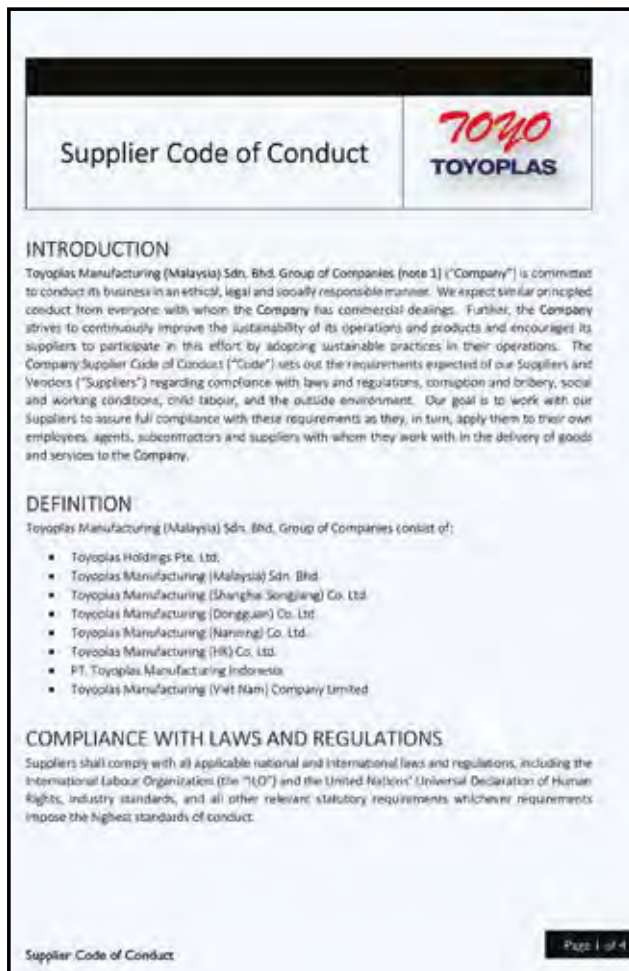 Supplier Code of Conduct
TOYO
TOYOPLAS
INTRODUCTION
Toyoplas Manufacturing (Malaysia) Sdn. Bhd. Group of Companies (note 1) ("Company") is committed
to conduct its business in an ethical, legal and socially responsible manner. We expect similar principled
conduct from everyone with whom the Company has commercial dealings. Further, the Company
strives to continuously improve the sustainability of its operations and products and encourages its
suppliers to participate in this effort by adopting sustainable practices in their operations. The
Company Supplier Code of Conduct ("Code") sets out the requirements expected of our Suppliers and
Vendors ("Suppliers") regarding compliance with laws and regulations, corruption and bribery, social
and working conditions, child labour, and the outside environment. Our goal is to work with our
Suppliers to assure full compliance with these requirements as they, in turn, apply them to their own
employees, agents, subcontractors and suppliers with whom they work with in the delivery of goods
and services to the Company.
DEFINITION
Toyoplas Manufacturing (Malaysia) Sdn. Bhd. Group of Companies consist of:
• Toyoplas Holdings Pte. Ltd.
• Toyoplas Manufacturing (Malaysia) Sdn. Bhd.
• Toyoplas Manufacturing (Shanghai Songjiang) Co. Ltd.
• Toyoplas Manufacturing (Dongguan) Co. Ltd.
• Toyoplas Manufacturing (Nanning) Co. Ltd.
• Toyoplas Manufacturing (HK) Co. Ltd.
• PT. Toyoplas Manufacturing Indonesia
• Toyoplas Manufacturing (Viet Nam) Company Limited
COMPLIANCE WITH LAWS AND REGULATIONS
Suppliers shall comply with all applicable national and international laws and regulations, including the
International Labour Organization (the "ILO") and the United Nations' Universal Declaration of Human
Rights, industry standards, and all other relevant statutory requirements whichever requirements
impose the highest standards of conduct.
Supplier Code of Conduct
Page 1 of 4